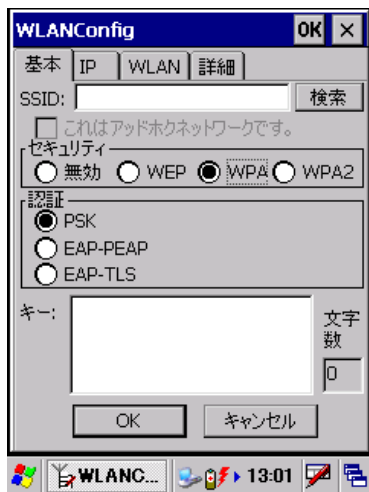 WLANConfig OK ×
基本 IP WLAN 詳細
SSID: 検索
これはアッドホクネットワークです。
セキュリティ
無効 WEP WPA WPA2
認証
PSK
EAP-PEAP
EAP-TLS
キー: 文字
数
0
OK キャンセル
WLANC... 13:01